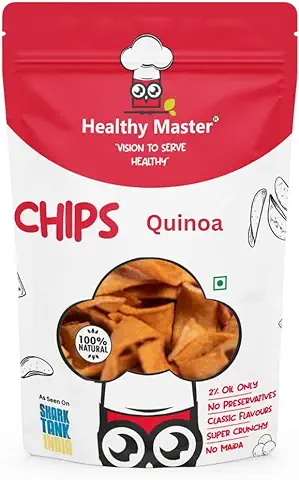 Healthy Master®
"VISION TO SERVE
HEALTHY"
CHIPS
Quinoa
100%
NATURAL
2% OIL ONLY
NO PRESERVATIVES
CLASSIC FLAVOURS
SUPER CRUNCHY
NO MAIDA
As Seen On
SHARK
TANK
INDIA